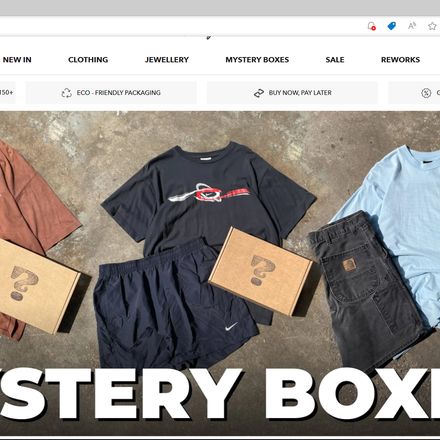 NEW IN CLOTHING JEWELLERY MYSTERY BOXES SALE REWORKS
150+ ECO - FRIENDLY PACKAGING BUY NOW, PAY LATER
? ?
YSTERY BOXE